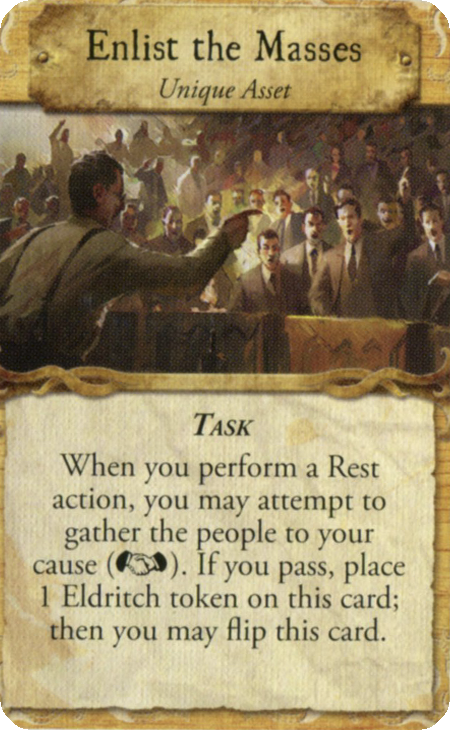 Enlist the Masses
Unique Asset
TASK
When you perform a Rest
action, you may attempt to
gather the people to your
cause (). If you pass, place
1 Eldritch token on this card;
then you may flip this card.